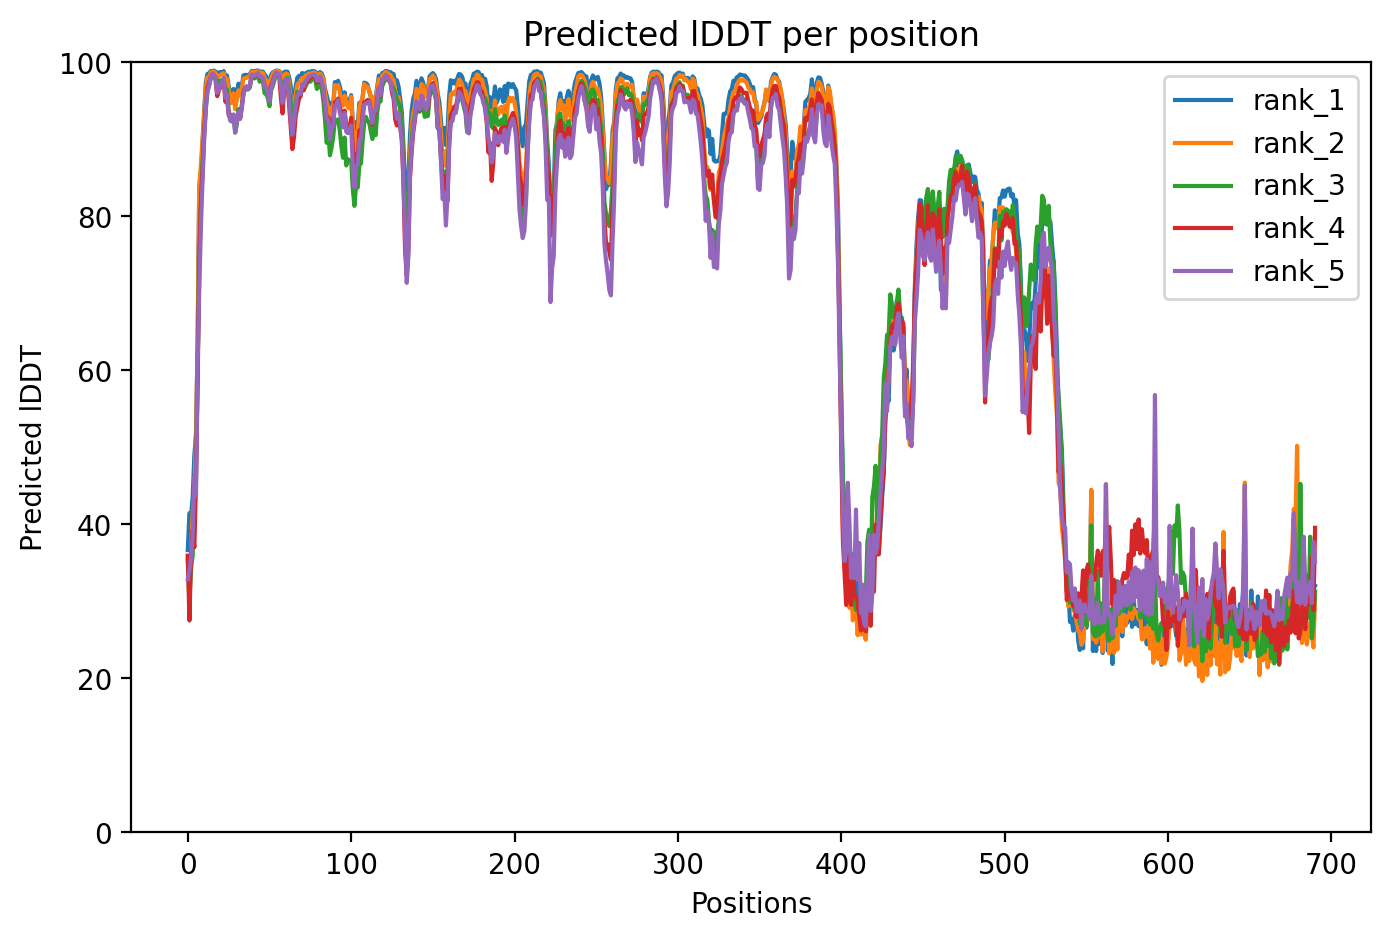 Predicted lDDT per position
100
80
60
40
20
0
Predicted lDDT
0 100 200 300 400 500 600 700
Positions
rank_1
rank_2
rank_3
rank_4
rank_5